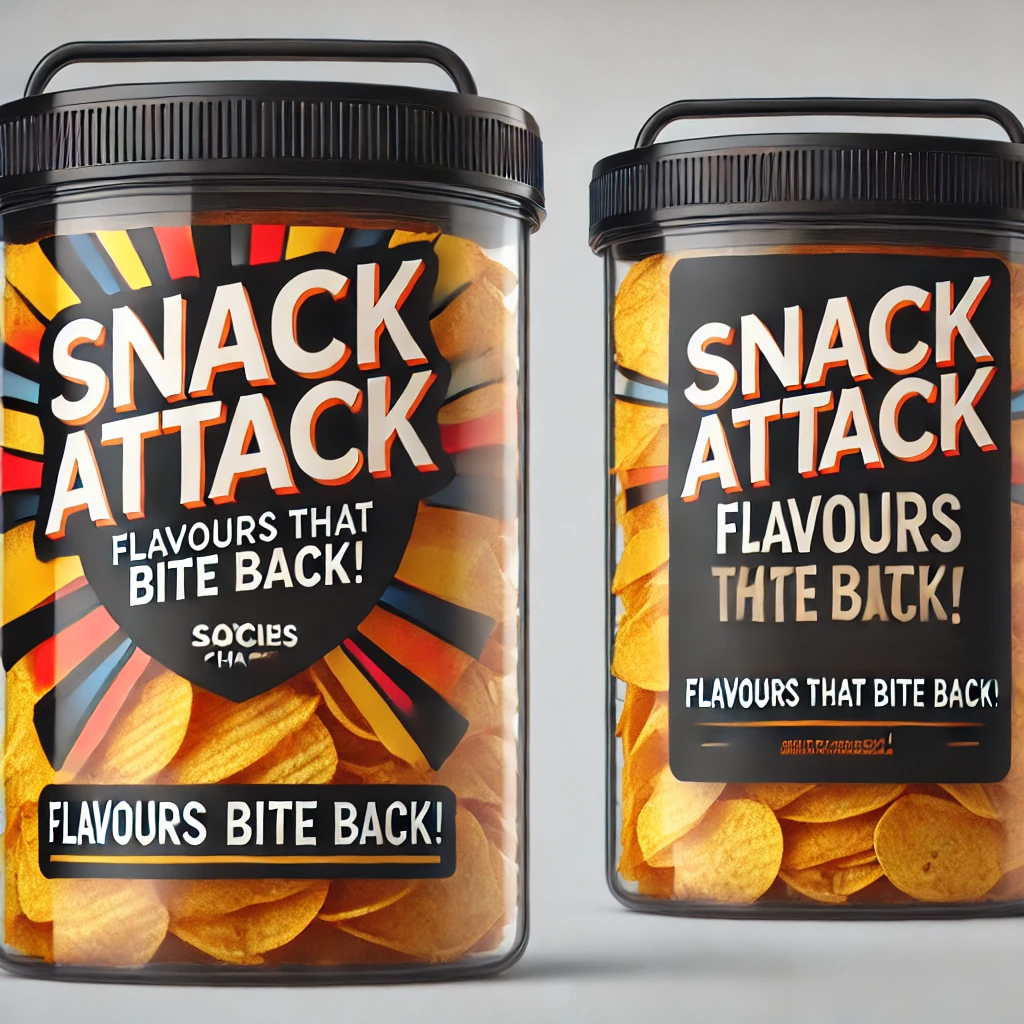 SNACK
ATTACK
FLAVOURS THAT
BITE BACK!
SOCIES
FLAVOURS BITE BACK!
SNACK
ATTACK
FLAVOURS
THTE BACK!
FLAVOURS THAT BITE BACK!